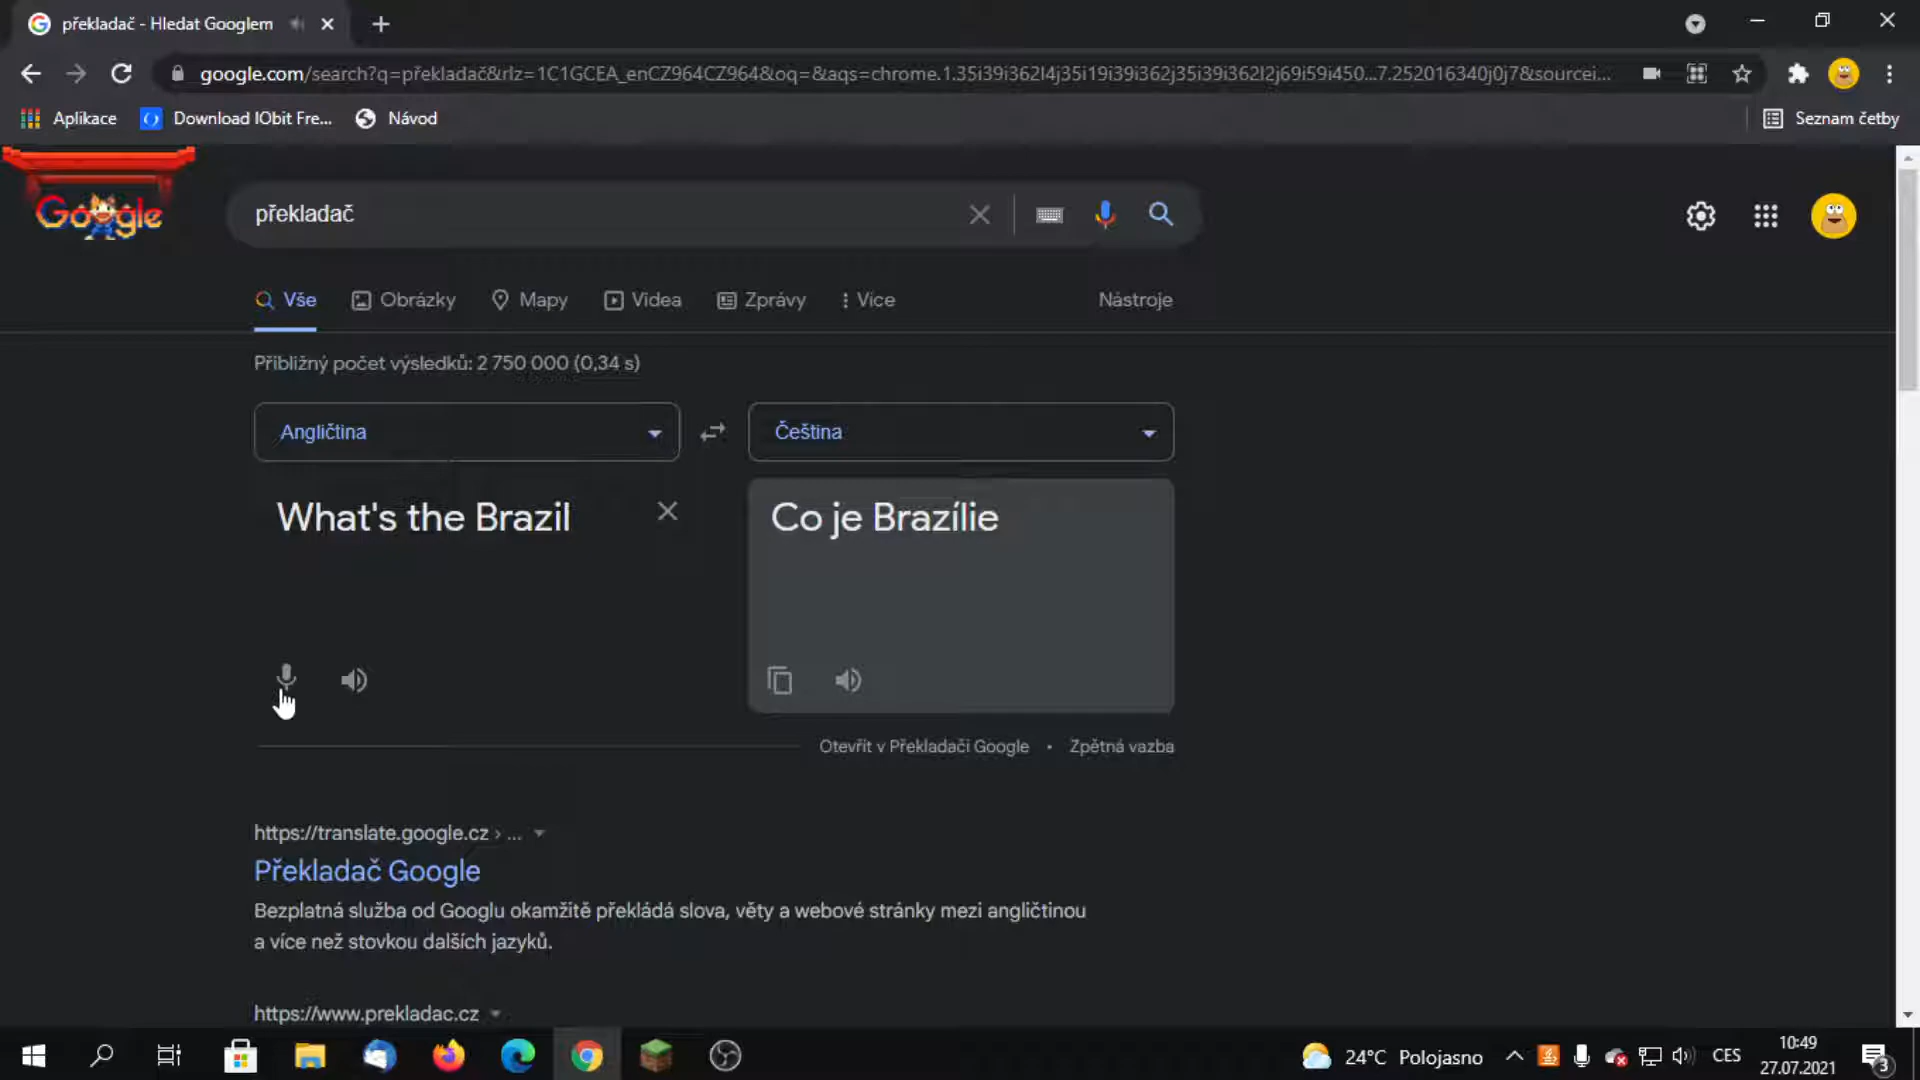 překladač - Hledat Googlem
google.com/search?q=překladač&rlz=1C1GCEA_enCZ964CZ964&oq=&aqs=chrome.1.35i39i362l4j35i19i39i362j35i39i362l2j69i59i450...7.252016340j0j7&sourcei...
Aplikace Download IObit Fre... Návod Seznam četby
Google
překladač
Vše Obrázky Mapy Videa Zprávy Více Nástroje
Přibližný počet výsledků: 2 750 000 (0,34 s)
Angličtina Čeština
What's the Brazil Co je Brazílie
Otevřít v Překladači Google • Zpětná vazba
https://translate.google.cz › ...
Překladač Google
Bezplatná služba od Googlu okamžitě překládá slova, věty a webové stránky mezi angličtinou
a více než stovkou dalších jazyků.
https://www.prekladac.cz
24°C Polojasno CES 10:49
27.07.2021 3